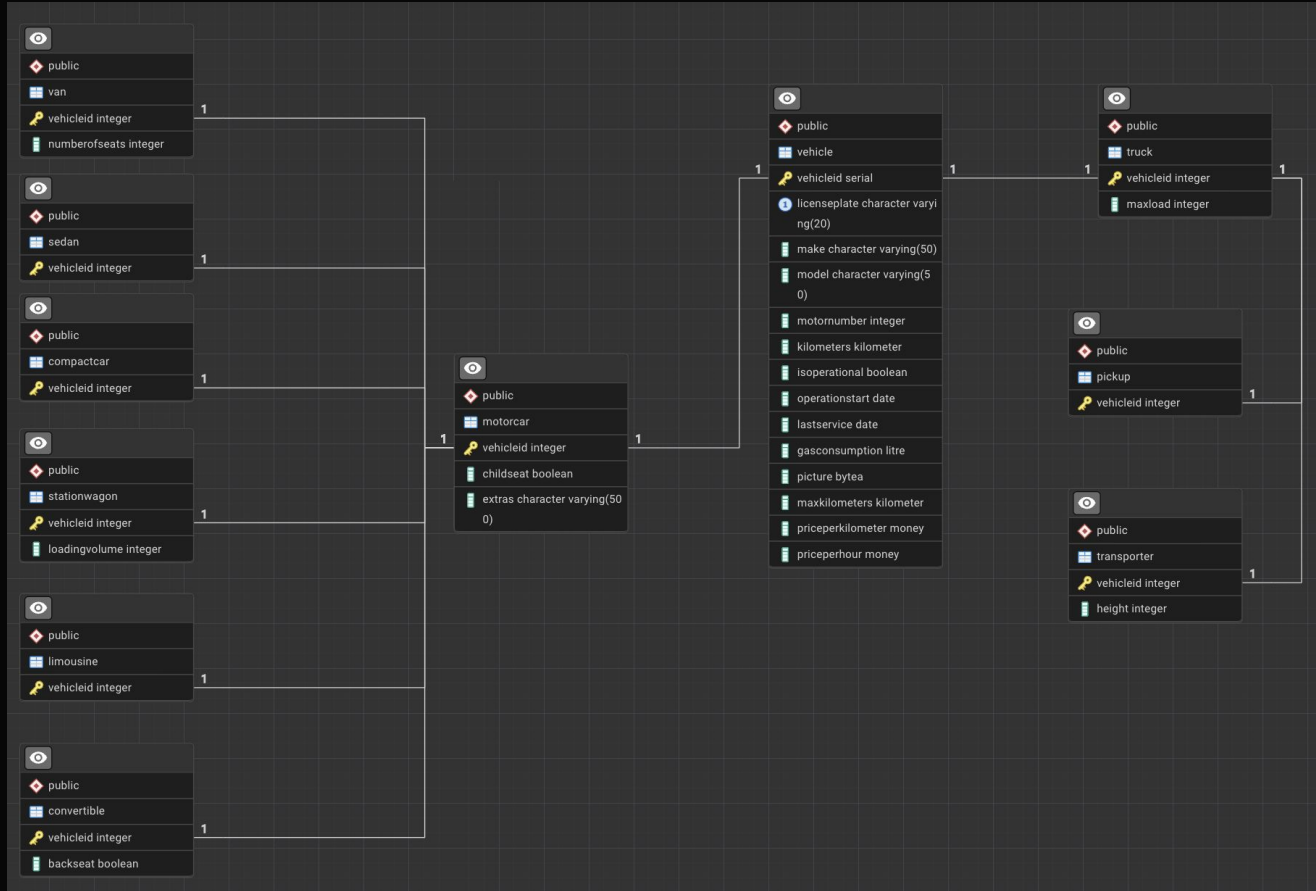 public
van
vehicleid integer
1
numberofseats integer
public
sedan
vehicleid integer
1
public
compactcar
vehicleid integer
1
public
stationwagon
vehicleid integer
1
loadingvolume integer
public
limousine
vehicleid integer
1
public
convertible
vehicleid integer
1
backseat boolean
public
motorcar
1
vehicleid integer
1
childseat boolean
extras character varying(50
0)
public
vehicle
1
vehicleid serial
1
licenseplate character varyi
ng(20)
make character varying(50)
model character varying(5
0)
motornumber integer
kilometers kilometer
isoperational boolean
operationstart date
lastservice date
gasconsumption litre
picture bytea
maxkilometers kilometer
priceperkilometer money
priceperhour money
public
truck
1
vehicleid integer
1
maxload integer
public
pickup
vehicleid integer
1
public
transporter
vehicleid integer
1
height integer